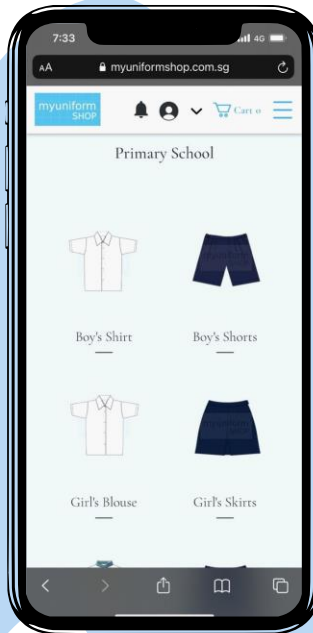 7:33
4G
AA
myuniformshop.com.sg
myuniform
SHOP
Cart 0
Primary School
Boy's Shirt
Boy's Shorts
Girl's Blouse
Girl's Skirts